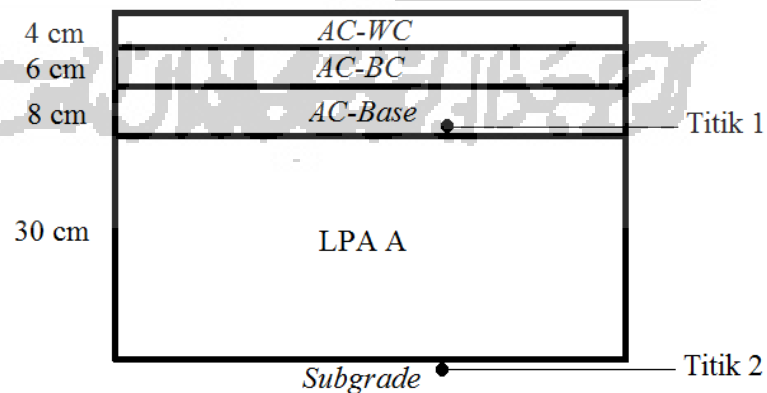 4 cm AC-WC
6 cm AC-BC
8 cm AC-Base Titik 1
30 cm LPA A
Subgrade Titik 2